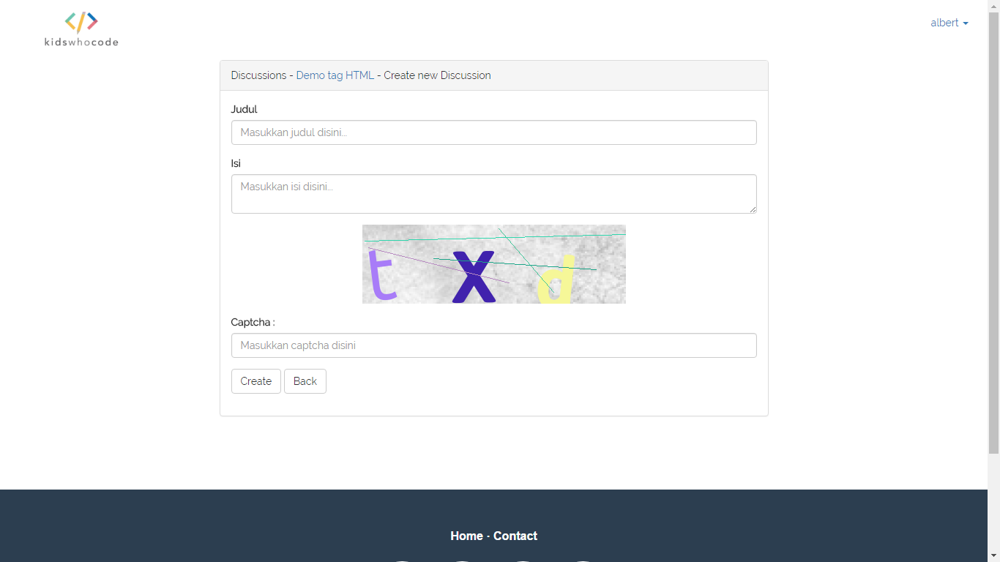 kidswhocode
albert
Discussions - Demo tag HTML - Create new Discussion
Judul
Masukkan judul disini...
Isi
Masukkan isi disini...
t x d
Captcha :
Masukkan captcha disini
Create Back
Home · Contact